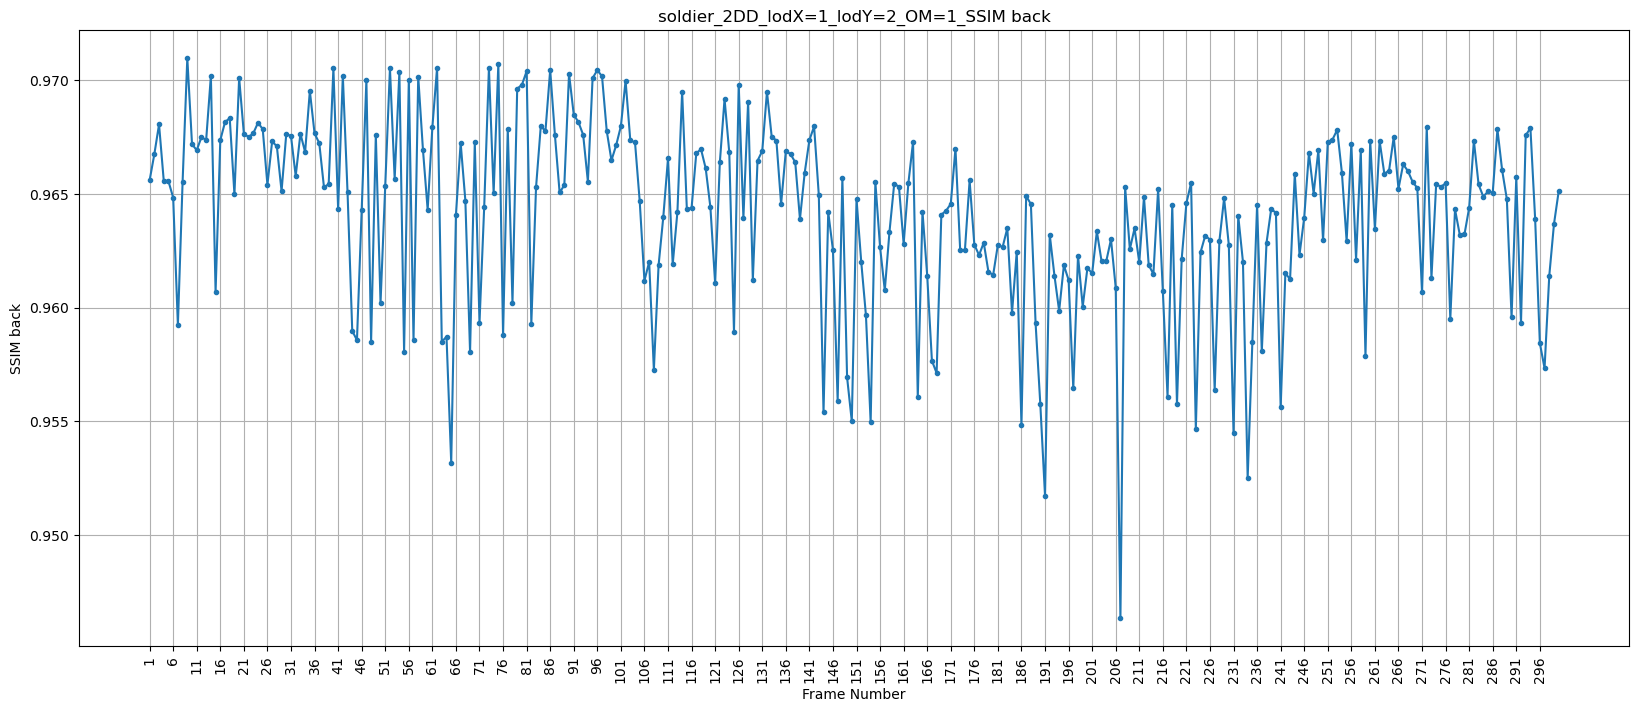 soldier_2DD_lodX=1_lodY=2_OM=1_SSIM back
SSIM back
0.970
0.965
0.960
0.955
0.950
1 6 11 16 21 26 31 36 41 46 51 56 61 66 71 76 81 86 91 96 101 106 111 116 121 126 131 136 141 146 151 156 161 166 171 176 181 186 191 196 201 206 211 216 221 226 231 236 241 246 251 256 261 266 271 276 281 286 291 296
Frame Number